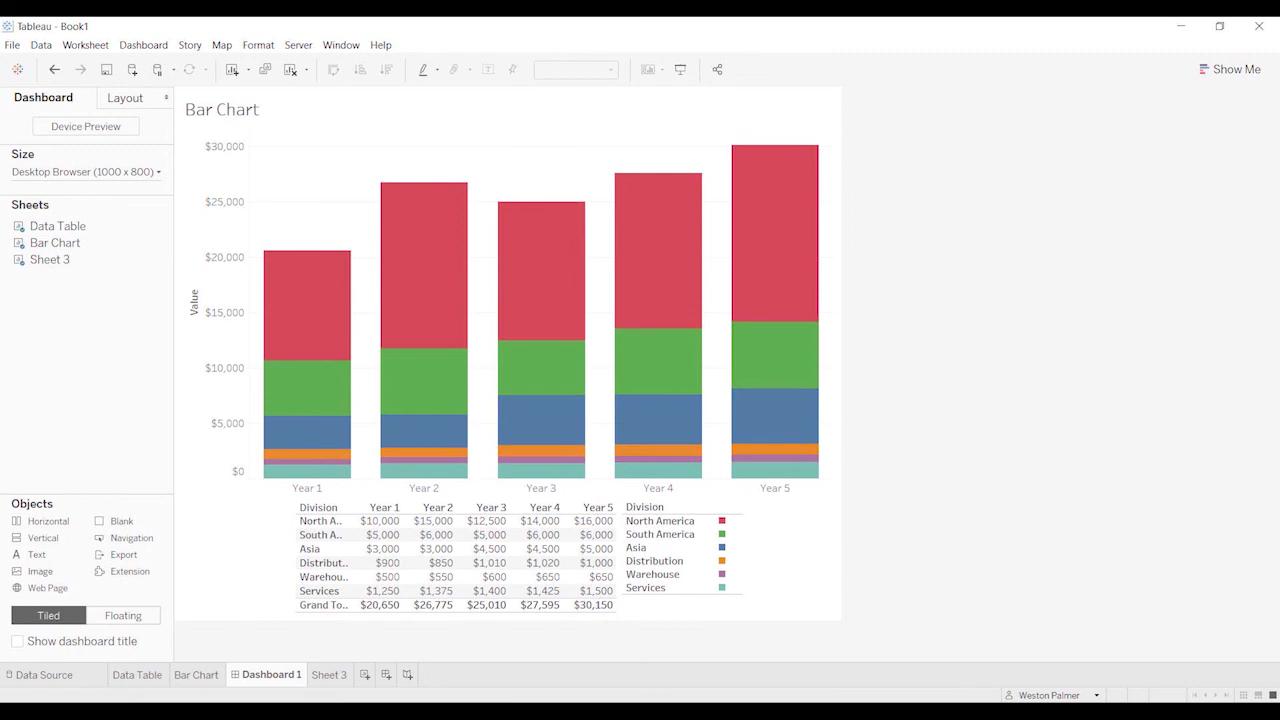 Tableau - Book1
File Data Worksheet Dashboard Story Map Format Server Window Help
Show Me
Dashboard Layout
Device Preview
Size
Desktop Browser (1000 x 800)
Sheets
Data Table
Bar Chart
Sheet 3
Objects
Horizontal Blank
Vertical Navigation
Text Export
Image Extension
Web Page
Tiled Floating
Show dashboard title
Bar Chart
$30,000
$25,000
$20,000
Value
$15,000
$10,000
$5,000
$0
Year 1 Year 2 Year 3 Year 4 Year 5
Division Year 1 Year 2 Year 3 Year 4 Year 5
North A.. $10,000 $15,000 $12,500 $14,000 $16,000
South A.. $5,000 $6,000 $5,000 $6,000 $6,000
Asia $3,000 $3,000 $4,500 $4,500 $5,000
Distribut.. $900 $850 $1,010 $1,020 $1,000
Warehou.. $500 $550 $600 $650 $650
Services $1,250 $1,375 $1,400 $1,425 $1,500
Grand To.. $20,650 $26,775 $25,010 $27,595 $30,150
Division
North America
South America
Asia
Distribution
Warehouse
Services
Data Source Data Table Bar Chart Dashboard 1 Sheet 3
Weston Palmer